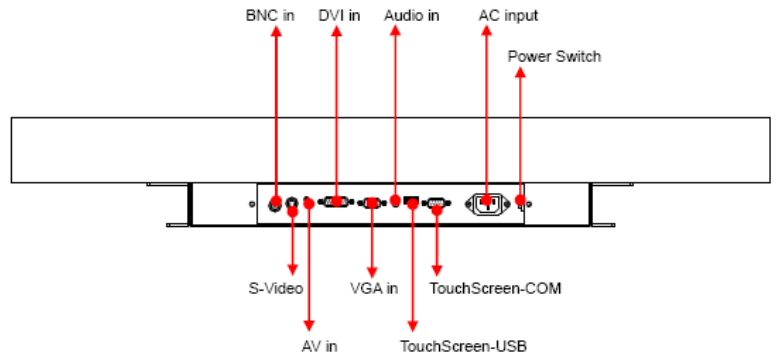 BNC in
DVI in
Audio in
AC input
Power Switch
S-Video
VGA in
TouchScreen-COM
AV in
TouchScreen-USB